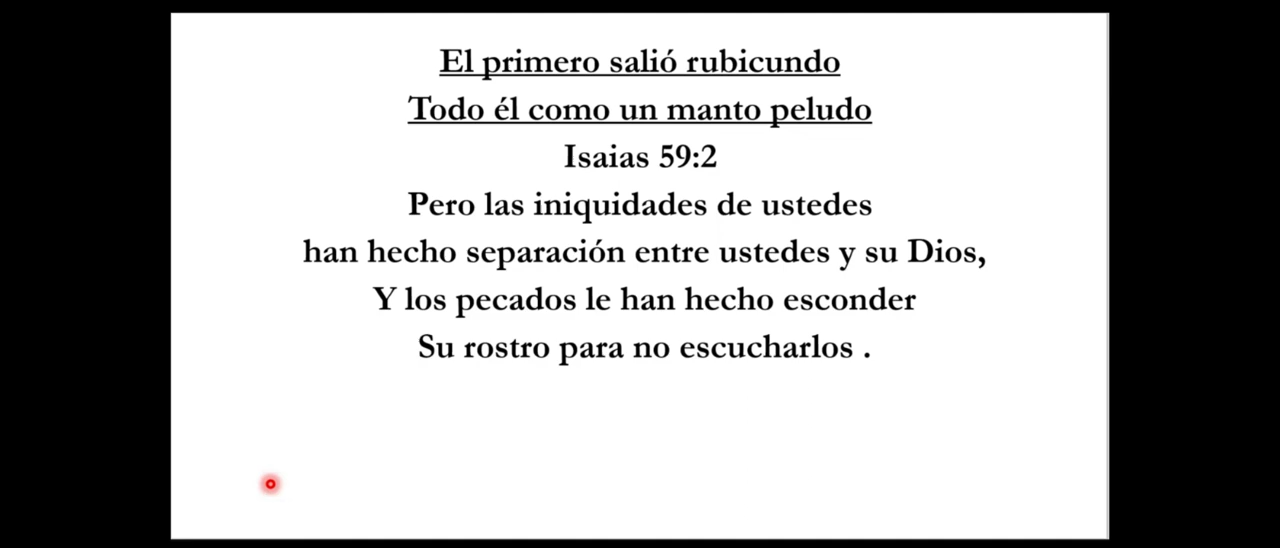 El primero salió rubicundo
Todo él como un manto peludo
Isaias 59:2
Pero las iniquidades de ustedes
han hecho separación entre ustedes y su Dios,
Y los pecados le han hecho esconder
Su rostro para no escucharlos .